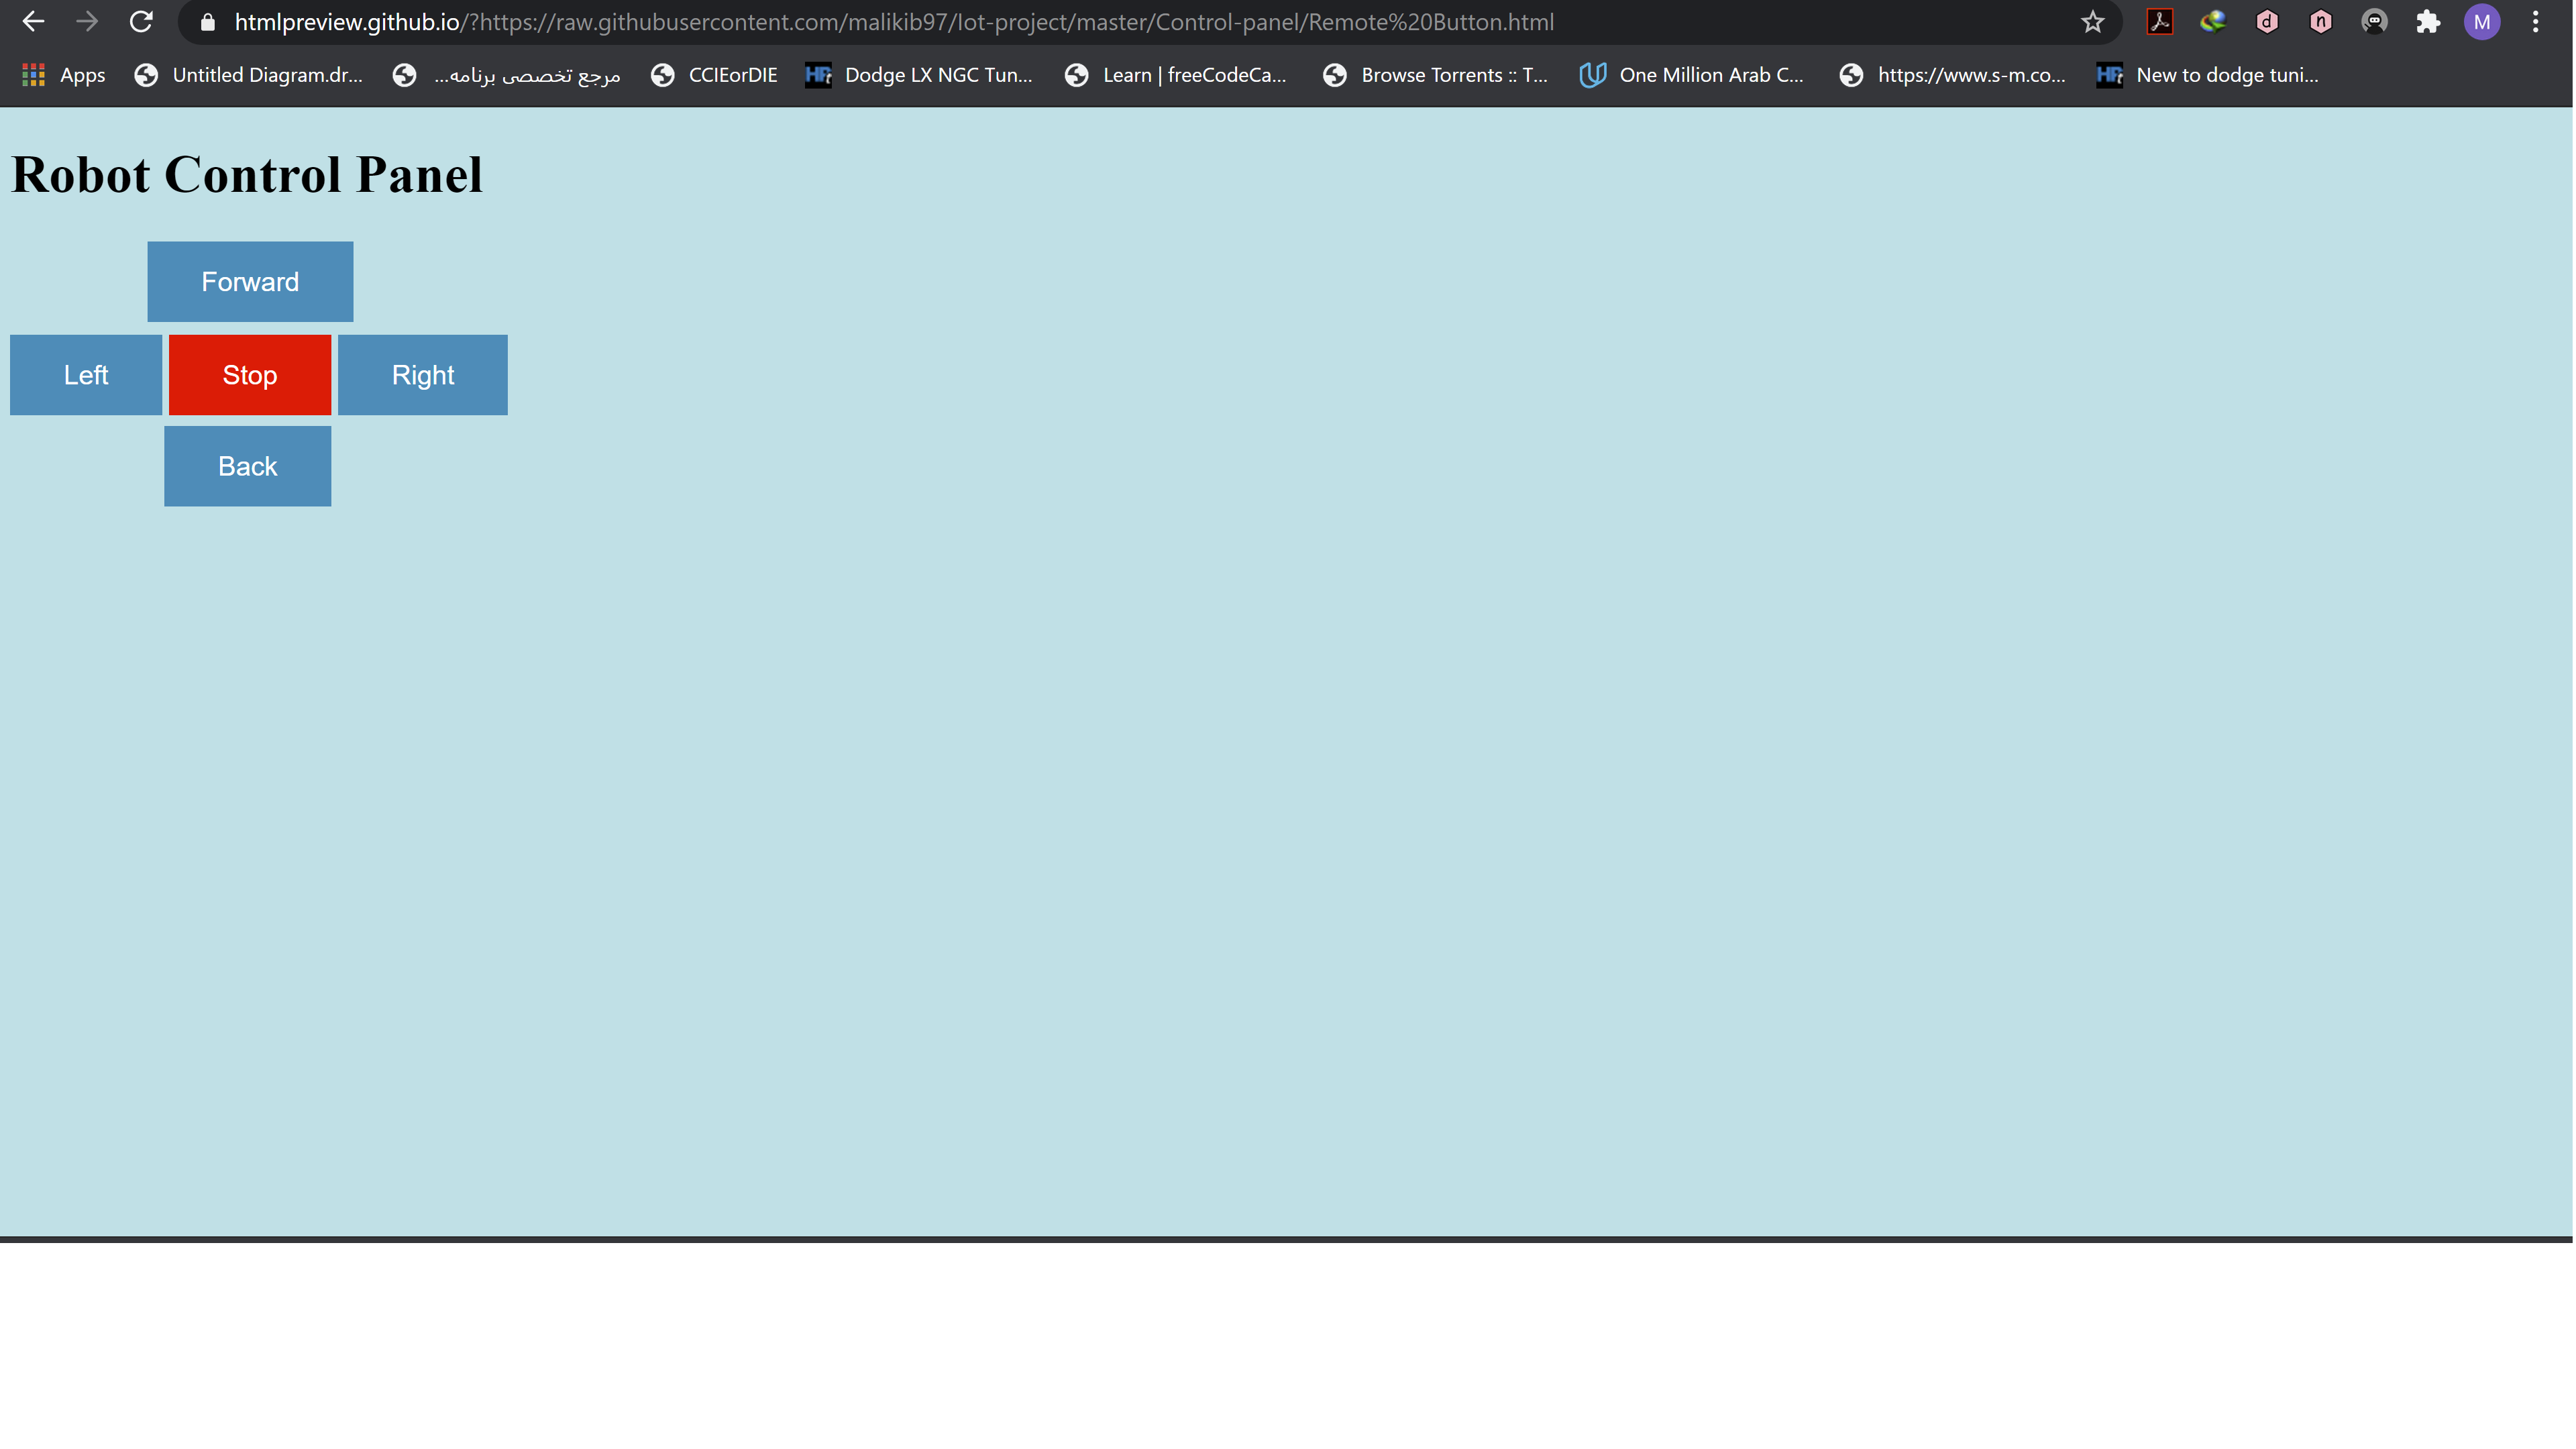 htmlpreview.github.io/?https://raw.githubusercontent.com/malikib97/Iot-project/master/Control-panel/Remote%20Button.html
M
Apps Untitled Diagram.dr... مرجع تخصصی برنامه... CCIEorDIE Dodge LX NGC Tun... Learn | freeCodeCa... Browse Torrents :: T... One Million Arab C... https://www.s-m.co... New to dodge tuni...
Robot Control Panel
Forward
Left Stop Right
Back